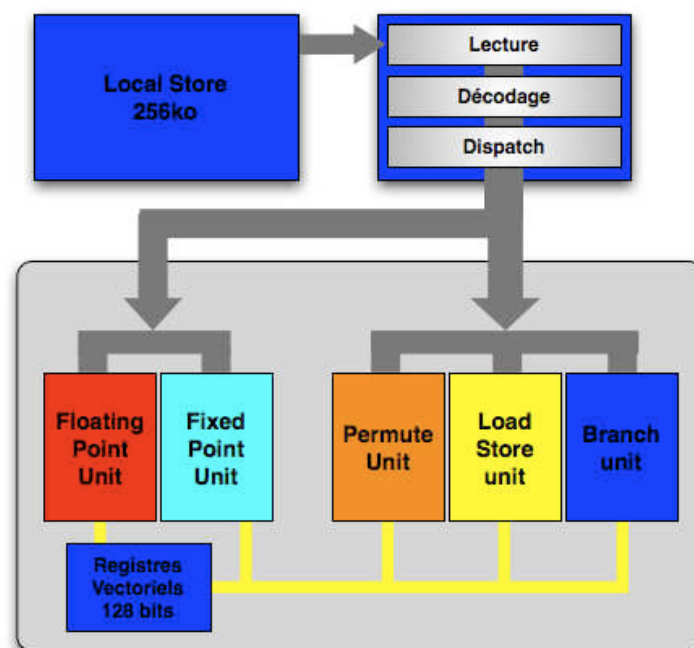 Local Store
256ko
Lecture
Décodage
Dispatch
Floating
Point
Unit
Fixed
Point
Unit
Permute
Unit
Load
Store
unit
Branch
unit
Registres
Vectoriels
128 bits